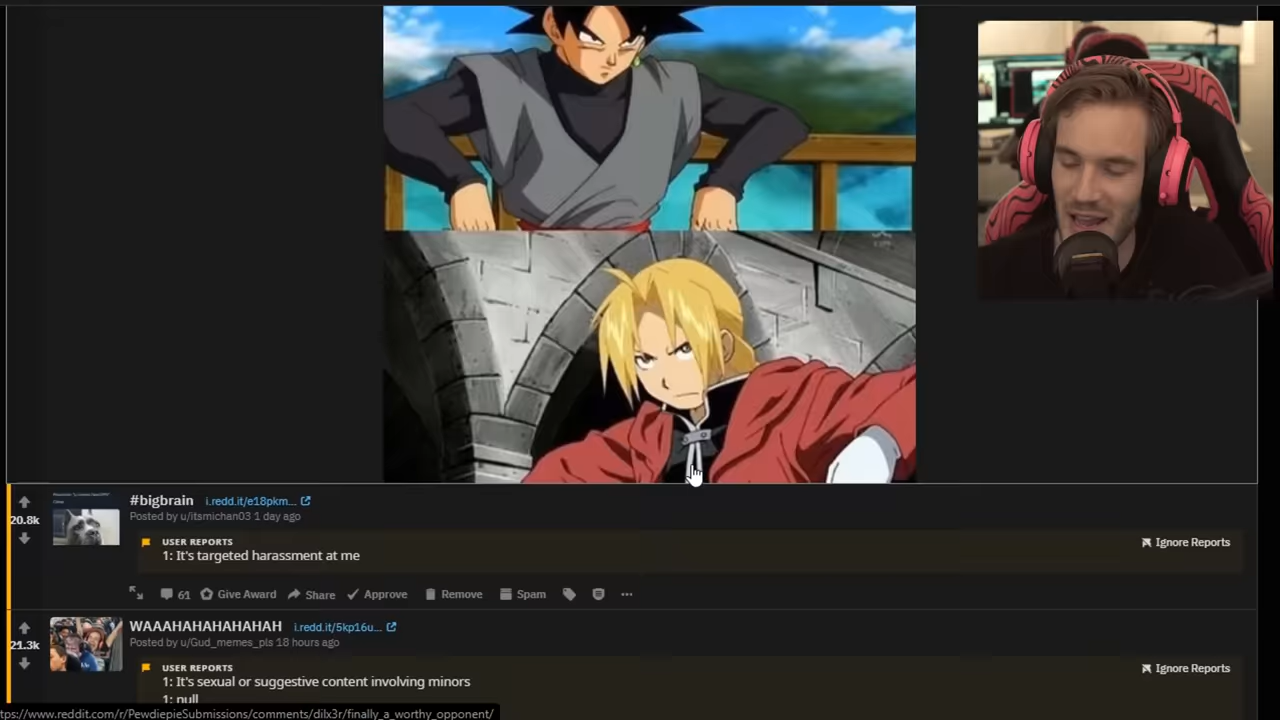 #bigbrain i.redd.it/e18pkm...
20.8k
Posted by u/itsmichan03 1 day ago
USER REPORTS
Ignore Reports
1: It's targeted harassment at me
61 Give Award Share Approve Remove Spam
WAAAHAHAHAHAHAH i.redd.it/5kp16u...
21.3k
Posted by u/Gud_memes_pls 18 hours ago
USER REPORTS
Ignore Reports
1: It's sexual or suggestive content involving minors
1: null
tps://www.reddit.com/r/PewdiepieSubmissions/comments/dilx3r/finally_a_worthy_opponent/